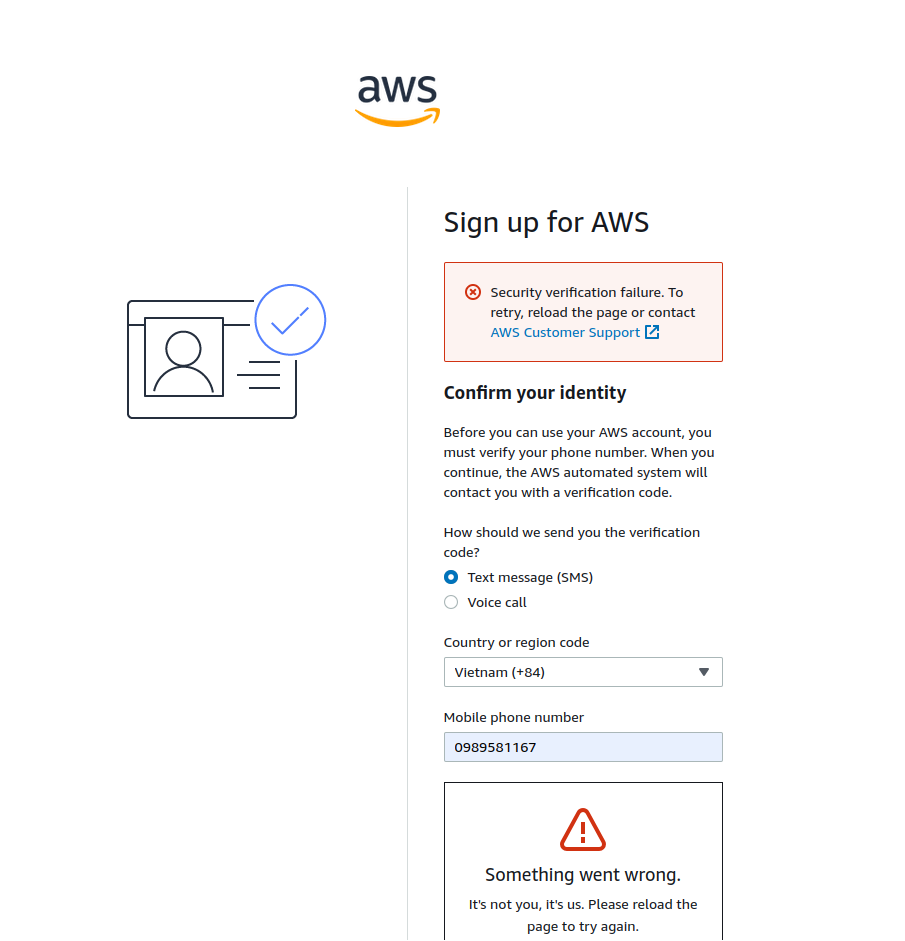 aws
Sign up for AWS
Security verification failure. To
retry, reload the page or contact
AWS Customer Support
Confirm your identity
Before you can use your AWS account, you
must verify your phone number. When you
continue, the AWS automated system will
contact you with a verification code.
How should we send you the verification
code?
Text message (SMS)
Voice call
Country or region code
Vietnam (+84)
Mobile phone number
0989581167
Something went wrong.
It's not you, it's us. Please reload the
page to try again.